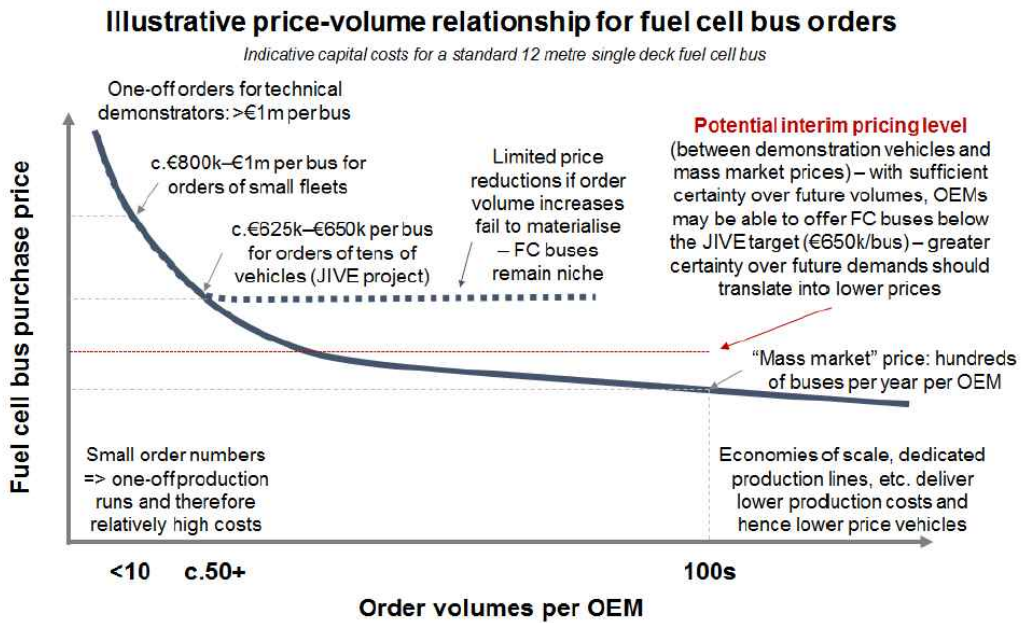 Illustrative price-volume relationship for fuel cell bus orders
Indicative capital costs for a standard 12 metre single deck fuel cell bus
One-off orders for technical
demonstrators: >€1m per bus
c.€800k–€1m per bus for
orders of small fleets
c.€625k–€650k per bus
for orders of tens of
vehicles (JIVE project)
Limited price
reductions if order
volume increases
fail to materialise
– FC buses
remain niche
Potential interim pricing level
(between demonstration vehicles and
mass market prices) – with sufficient
certainty over future volumes, OEMs
may be able to offer FC buses below
the JIVE target (€650k/bus) – greater
certainty over future demands should
translate into lower prices
"Mass market" price: hundreds
of buses per year per OEM
Fuel cell bus purchase price
Small order numbers
=> one-off production
runs and therefore
relatively high costs
Economies of scale, dedicated
production lines, etc. deliver
lower production costs and
hence lower price vehicles
<10
c.50+
100s
Order volumes per OEM